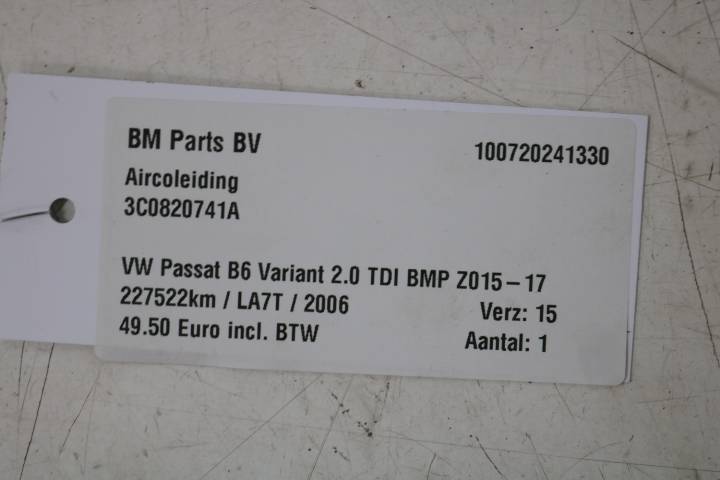 BM Parts BV 100720241330
Aircoleiding
3C0820741A
VW Passat B6 Variant 2.0 TDI BMP Z015-17
227522km / LA7T / 2006 Verz: 15
49.50 Euro incl. BTW Aantal: 1